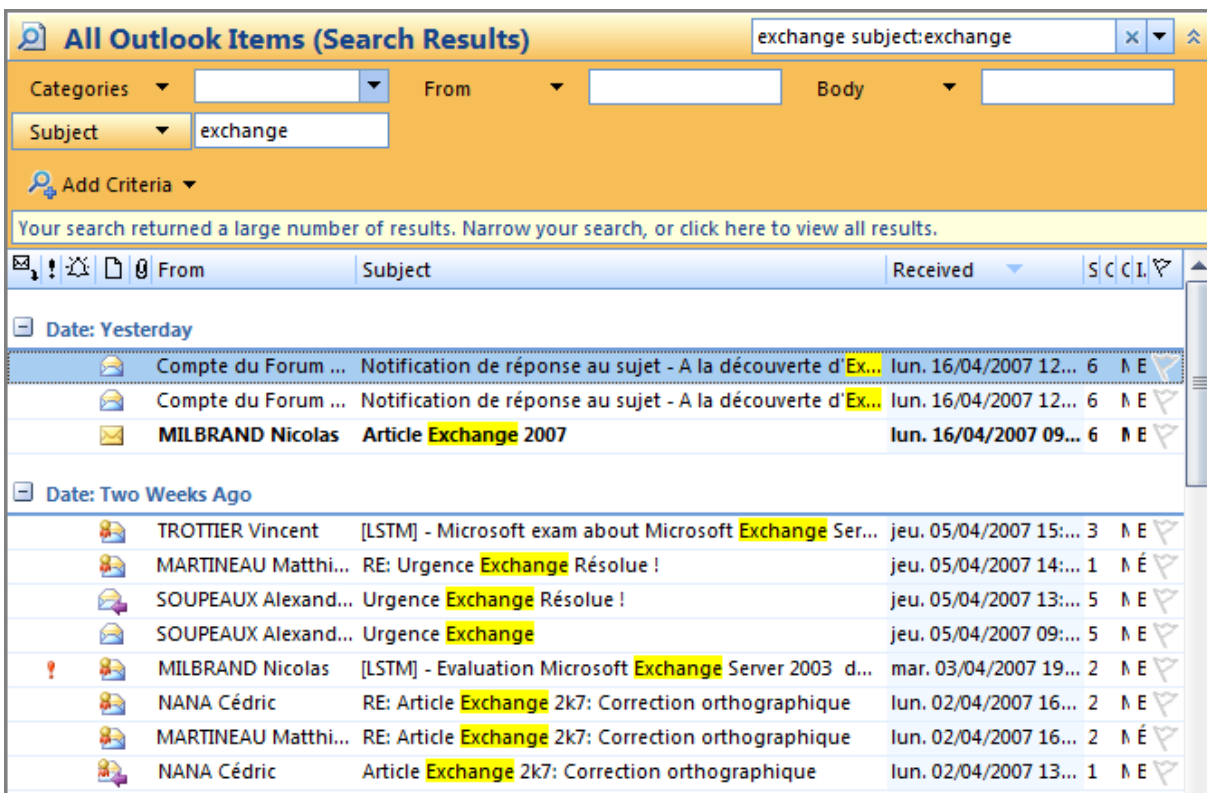 All Outlook Items (Search Results) exchange subject:exchange
Categories From Body
Subject exchange
Add Criteria
Your search returned a large number of results. Narrow your search, or click here to view all results.
From Subject Received S C C I.
Date: Yesterday
Compte du Forum ... Notification de réponse au sujet - A la découverte d'Ex... lun. 16/04/2007 12... 6 E
Compte du Forum ... Notification de réponse au sujet - A la découverte d'Ex... lun. 16/04/2007 12... 6 E
MILBRAND Nicolas Article Exchange 2007 lun. 16/04/2007 09... 6 E
Date: Two Weeks Ago
TROTTIER Vincent [LSTM] - Microsoft exam about Microsoft Exchange Ser... jeu. 05/04/2007 15:... 3 E
MARTINEAU Matthi... RE: Urgence Exchange Résolue ! jeu. 05/04/2007 14:... 1 É
SOUPEAUX Alexand... Urgence Exchange Résolue ! jeu. 05/04/2007 13:... 5 E
SOUPEAUX Alexand... Urgence Exchange jeu. 05/04/2007 09:... 5 E
MILBRAND Nicolas [LSTM] - Evaluation Microsoft Exchange Server 2003 d... mar. 03/04/2007 19... 2 E
NANA Cédric RE: Article Exchange 2k7: Correction orthographique lun. 02/04/2007 16... 2 E
MARTINEAU Matthi... RE: Article Exchange 2k7: Correction orthographique lun. 02/04/2007 16... 2 É
NANA Cédric Article Exchange 2k7: Correction orthographique lun. 02/04/2007 13... 1 E